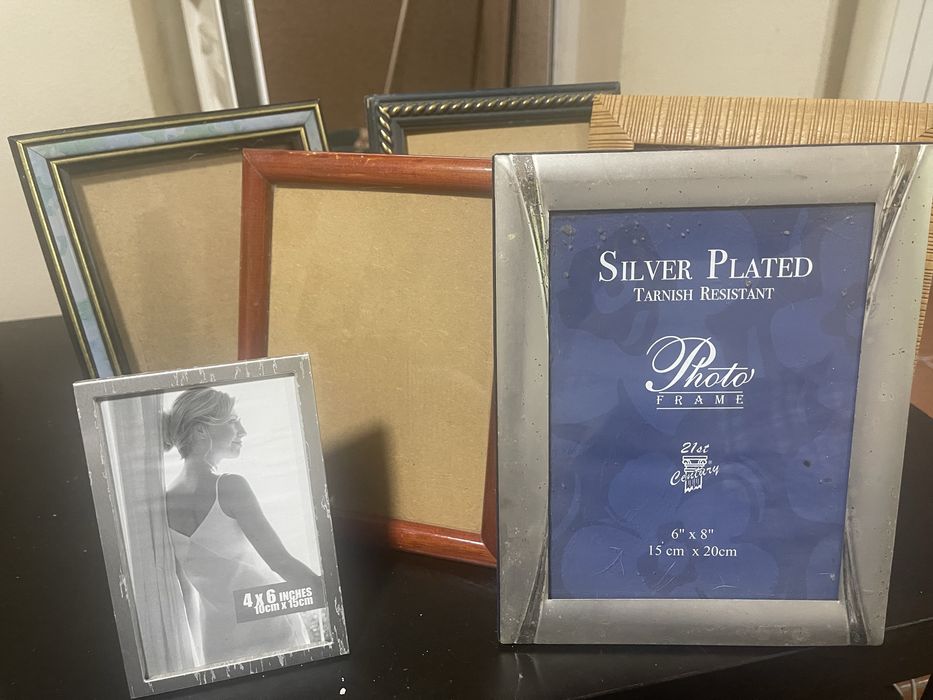 SILVER PLATED
TARNISH RESISTANT
Photo
FRAME
21st
Century
6" x 8"
15 cm x 20cm
4 x 6 INCHES
10cm x 15cm